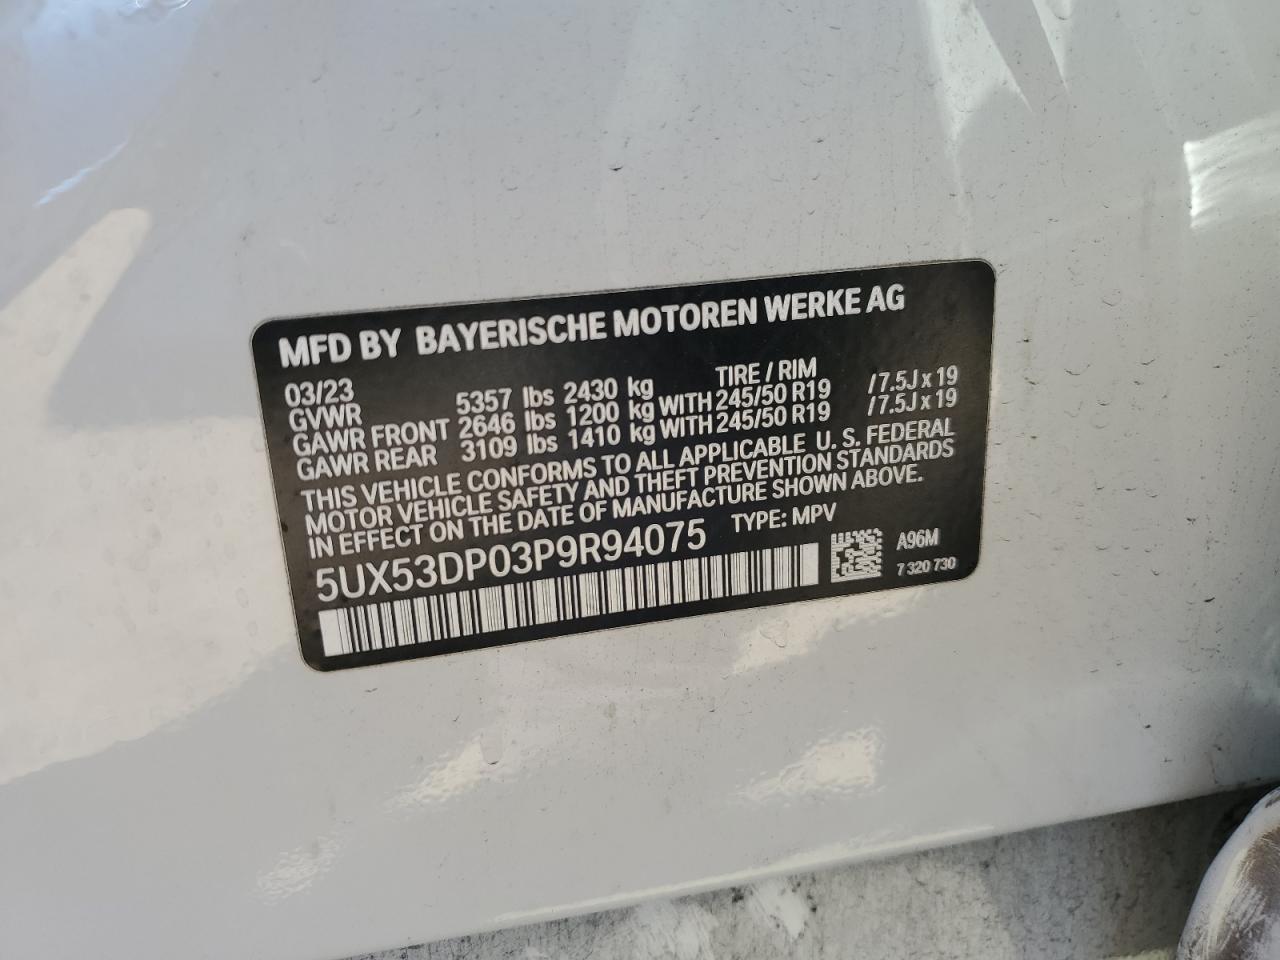 MFD BY BAYERISCHE MOTOREN WERKE AG
03/23 TIRE / RIM
GVWR 5357 lbs 2430 kg
GAWR FRONT 2646 lbs 1200 kg WITH 245/50 R19 /7.5J x 19
GAWR REAR 3109 lbs 1410 kg WITH 245/50 R19 /7.5J x 19
THIS VEHICLE CONFORMS TO ALL APPLICABLE U. S. FEDERAL
MOTOR VEHICLE SAFETY AND THEFT PREVENTION STANDARDS
IN EFFECT ON THE DATE OF MANUFACTURE SHOWN ABOVE.
5UX53DP03P9R94075 TYPE: MPV
A96M
7 320 730